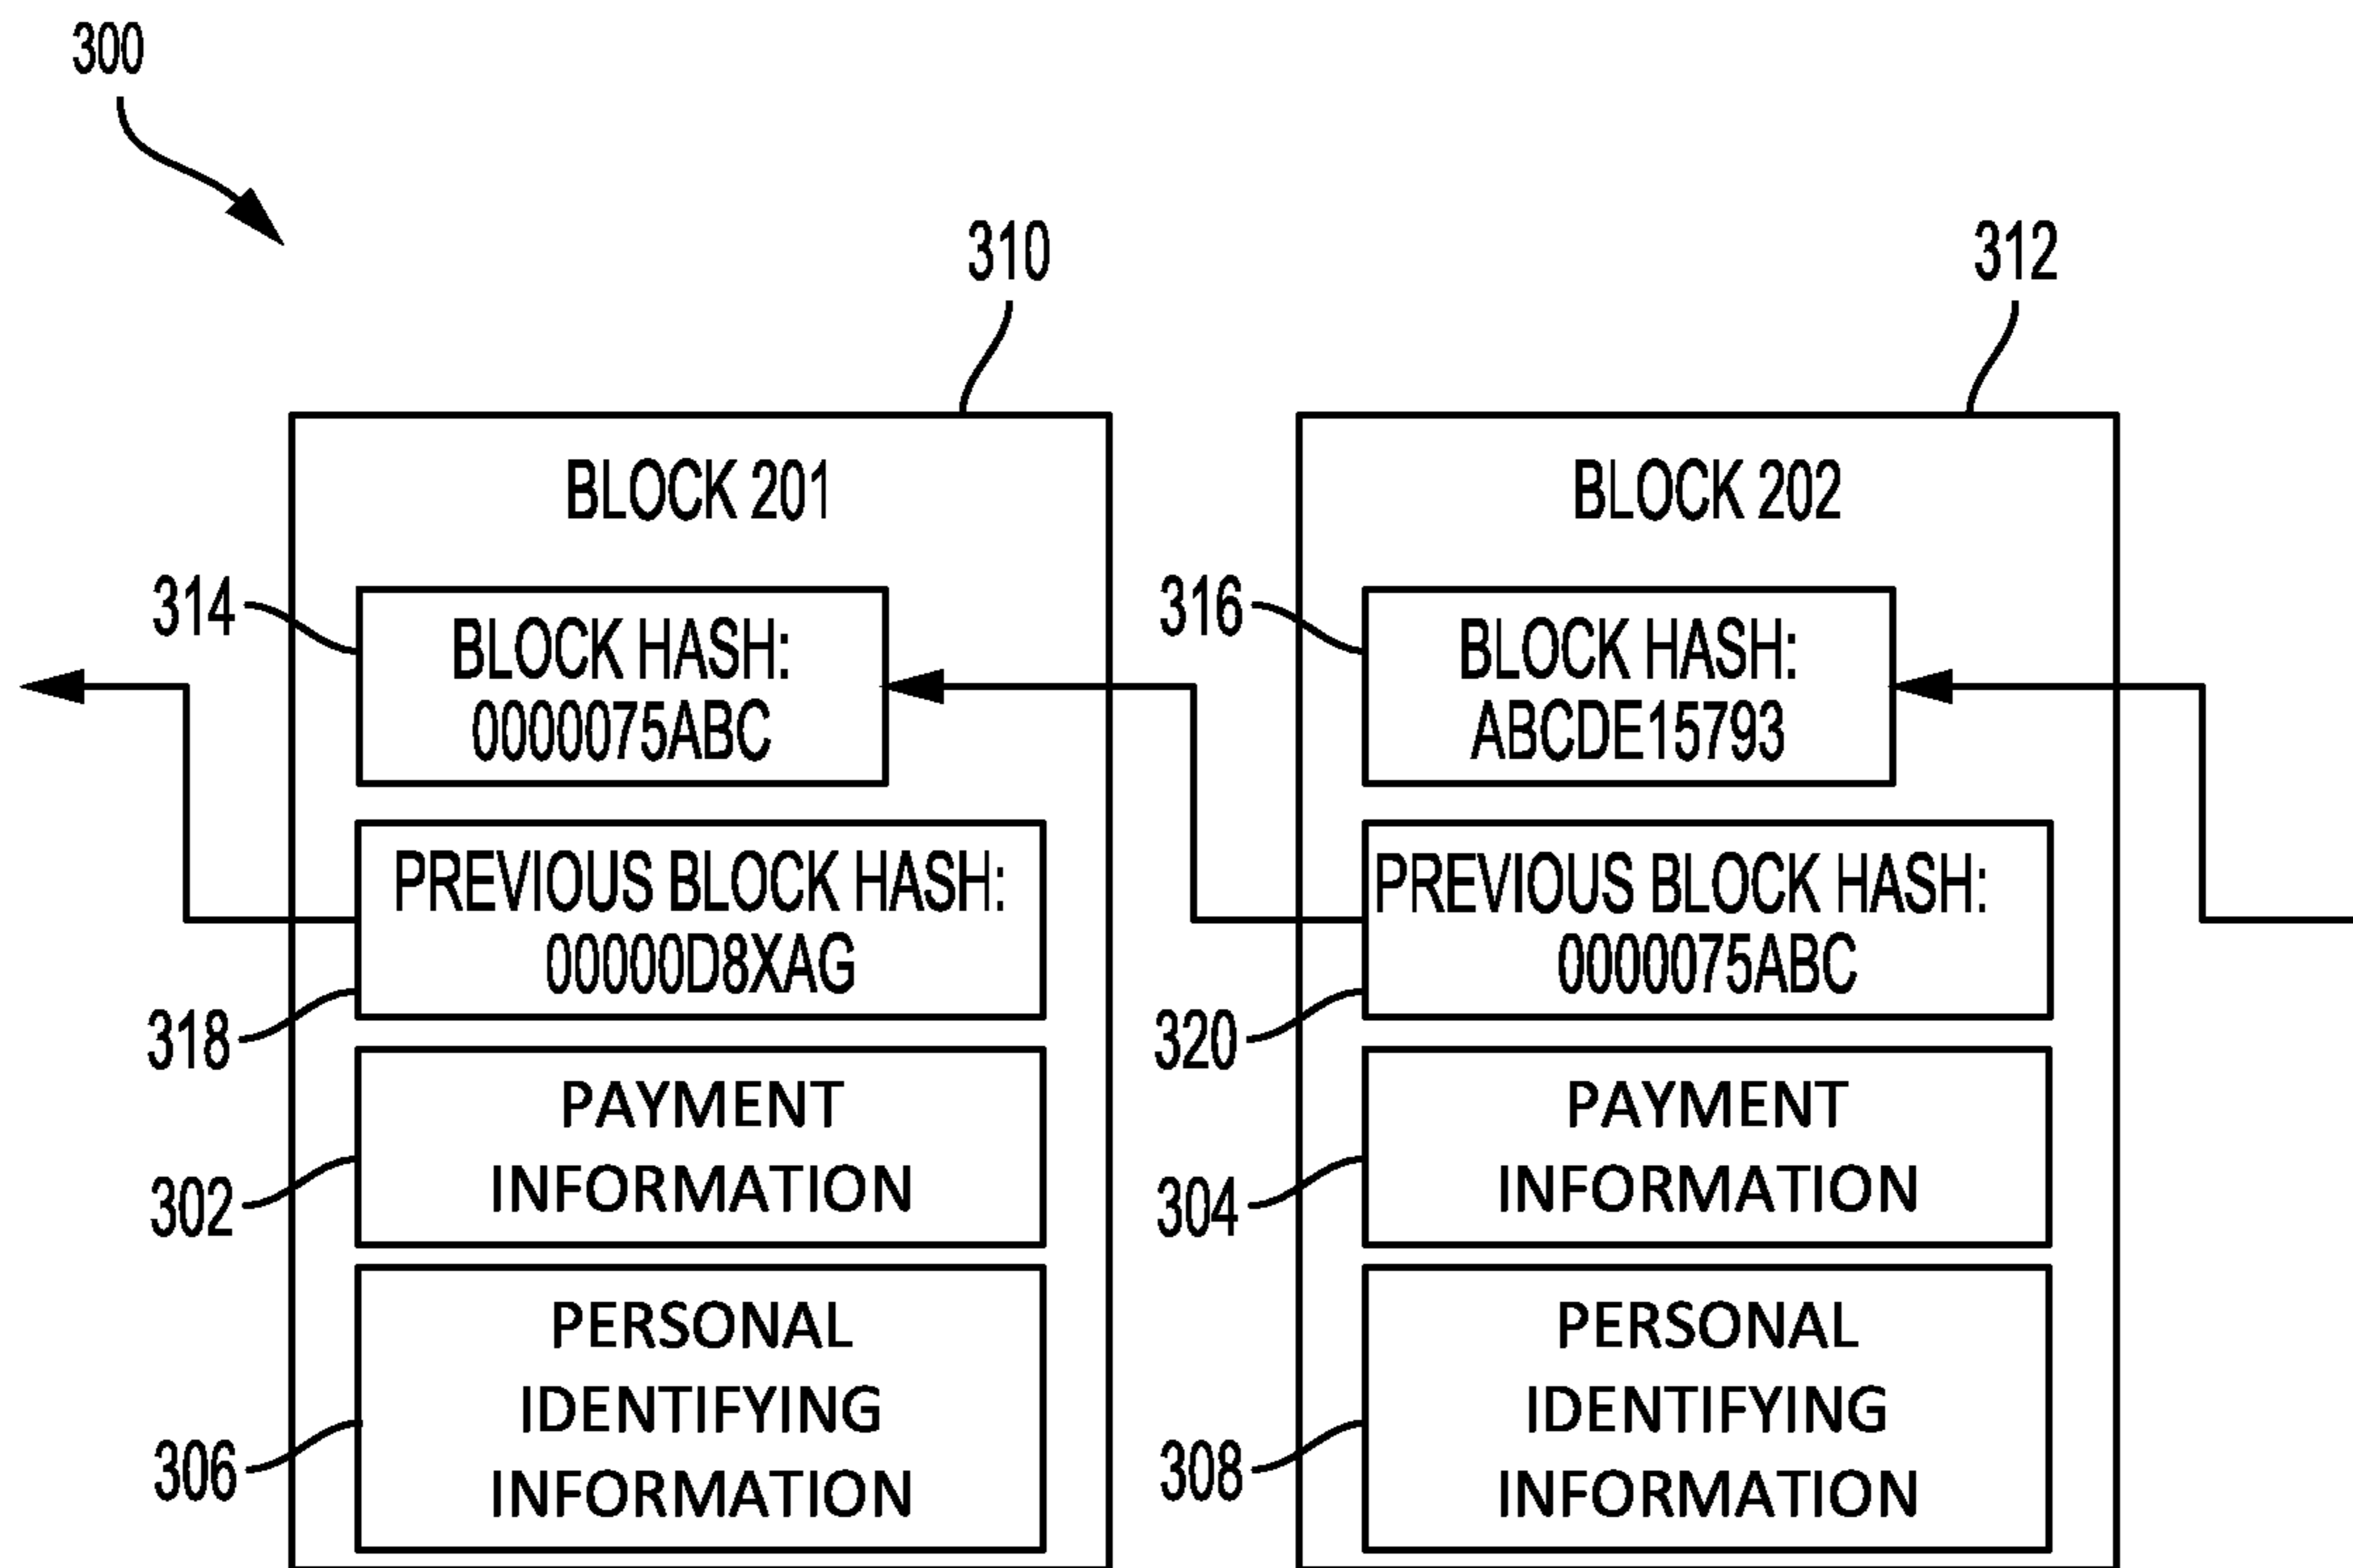 300
310
312
BLOCK 201
314
BLOCK HASH:
0000075ABC
318
PREVIOUS BLOCK HASH:
00000D8XAG
302
PAYMENT
INFORMATION
306
PERSONAL
IDENTIFYING
INFORMATION
BLOCK 202
316
BLOCK HASH:
ABCDE15793
320
PREVIOUS BLOCK HASH:
0000075ABC
304
PAYMENT
INFORMATION
308
PERSONAL
IDENTIFYING
INFORMATION